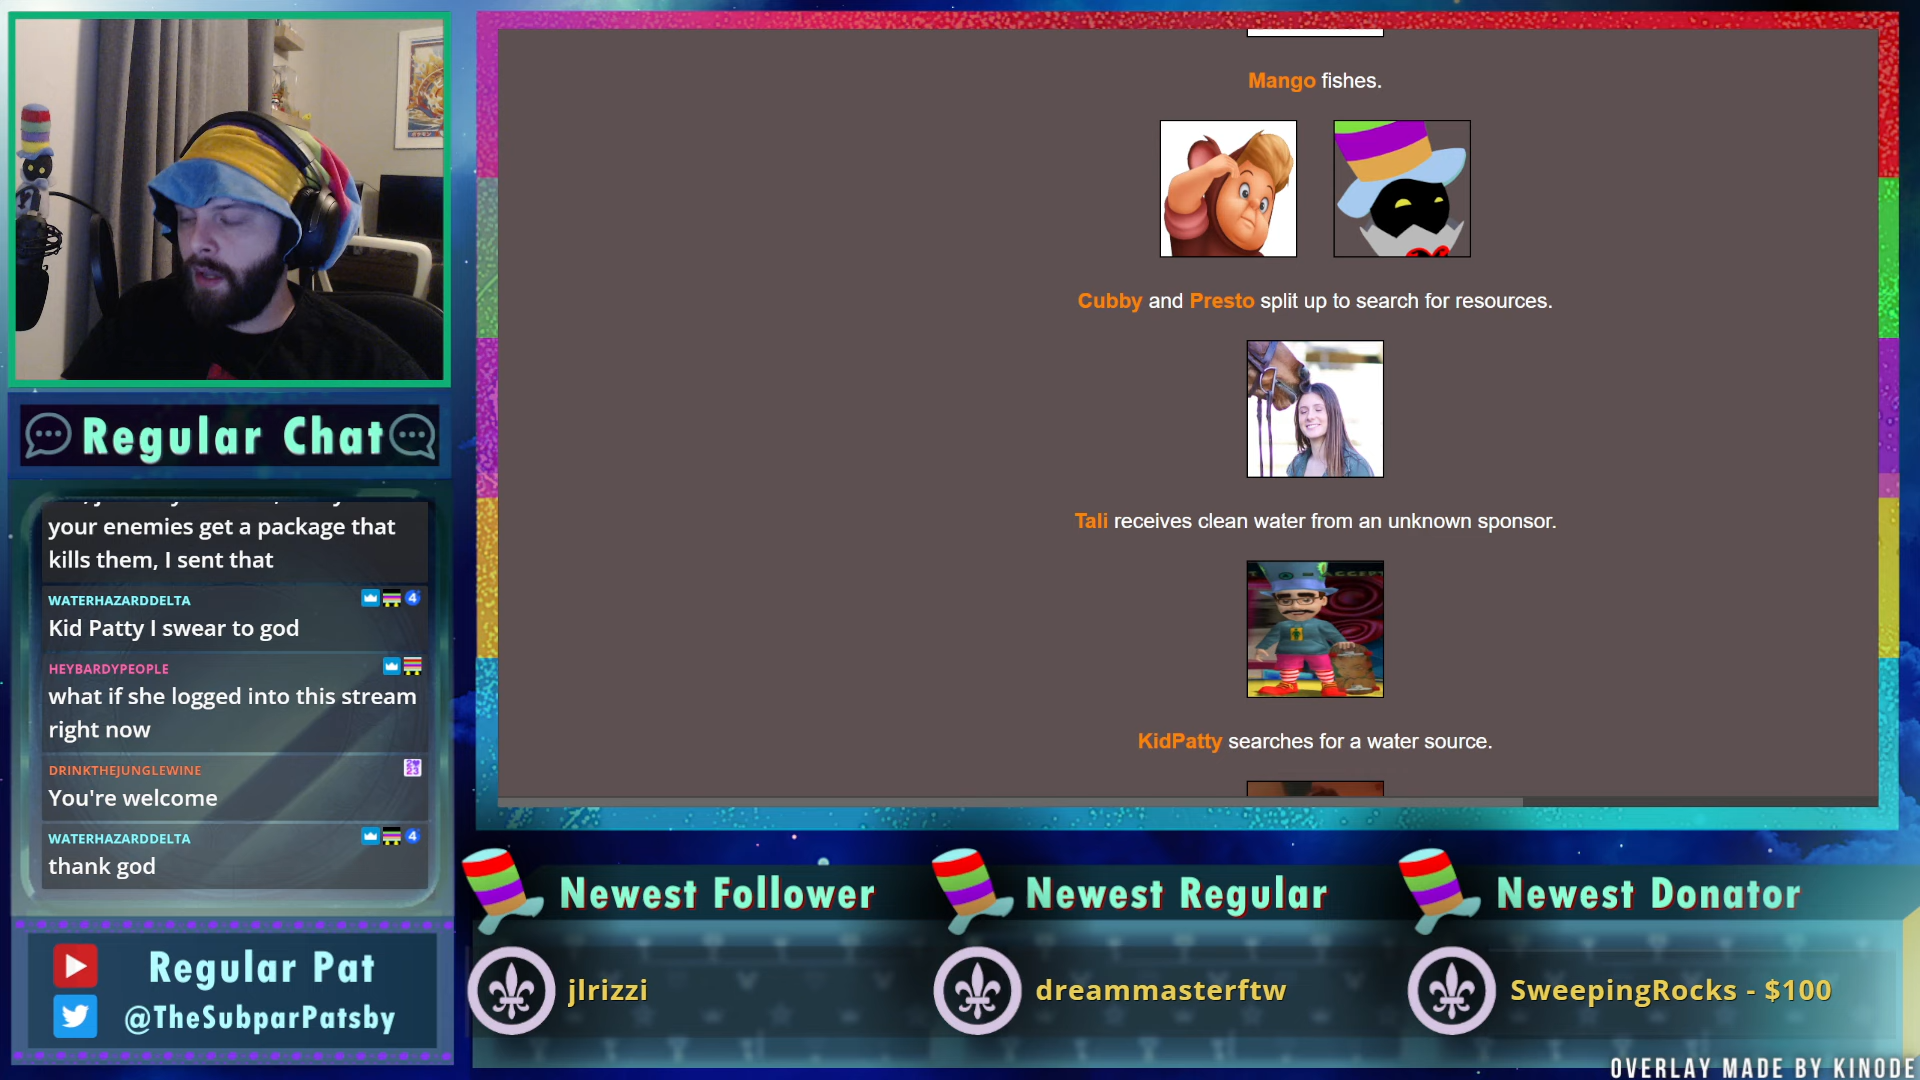 Mango fishes.
Cubby and Presto split up to search for resources.
Tali receives clean water from an unknown sponsor.
KidPatty searches for a water source.
Regular Chat
your enemies get a package that
kills them, I sent that
WATERHAZARDDELTA
4
Kid Patty I swear to god
HEYBARDYPEOPLE
what if she logged into this stream
right now
DRINKTHEJUNGLEWINE
You're welcome
WATERHAZARDDELTA
4
thank god
Regular Pat
@TheSubparPatsby
Newest Follower
jlrizzi
Newest Regular
dreammasterftw
Newest Donator
SweepingRocks - $100
OVERLAY MADE BY KINODE